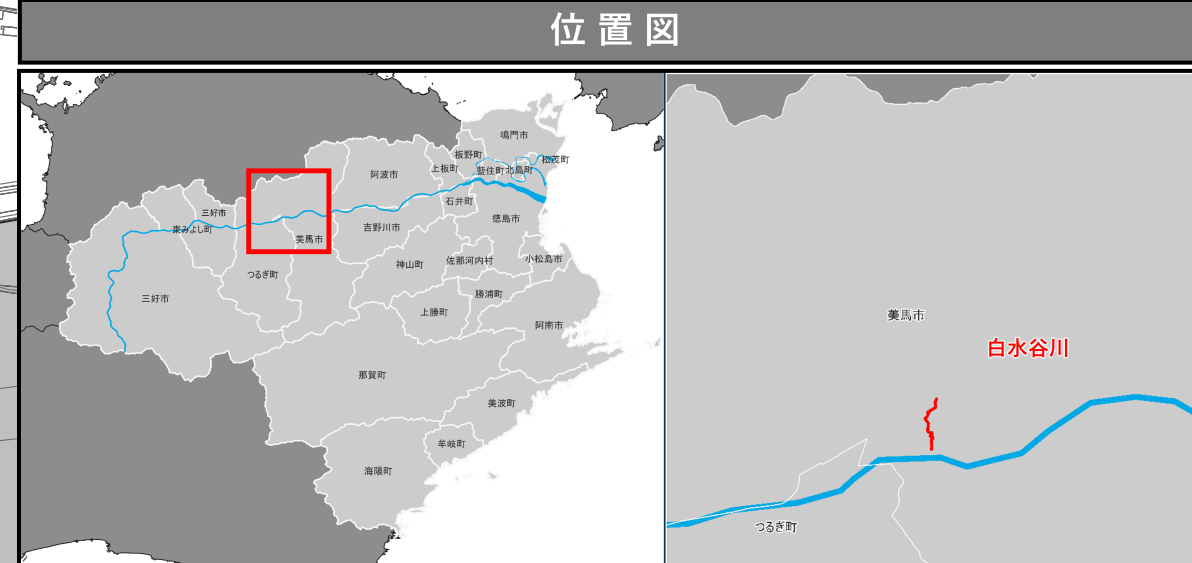 位置図
鳴門市
板野町
松茂町
上板町
藍住町
北島町
阿波市
石井町
三好市
徳島市
東みよし町
吉野川市
美馬市
神山町
佐那河内村
小松島市
つるぎ町
勝浦町
三好市
上勝町
阿南市
那賀町
美波町
牟岐町
海陽町
美馬市
白水谷川
つるぎ町